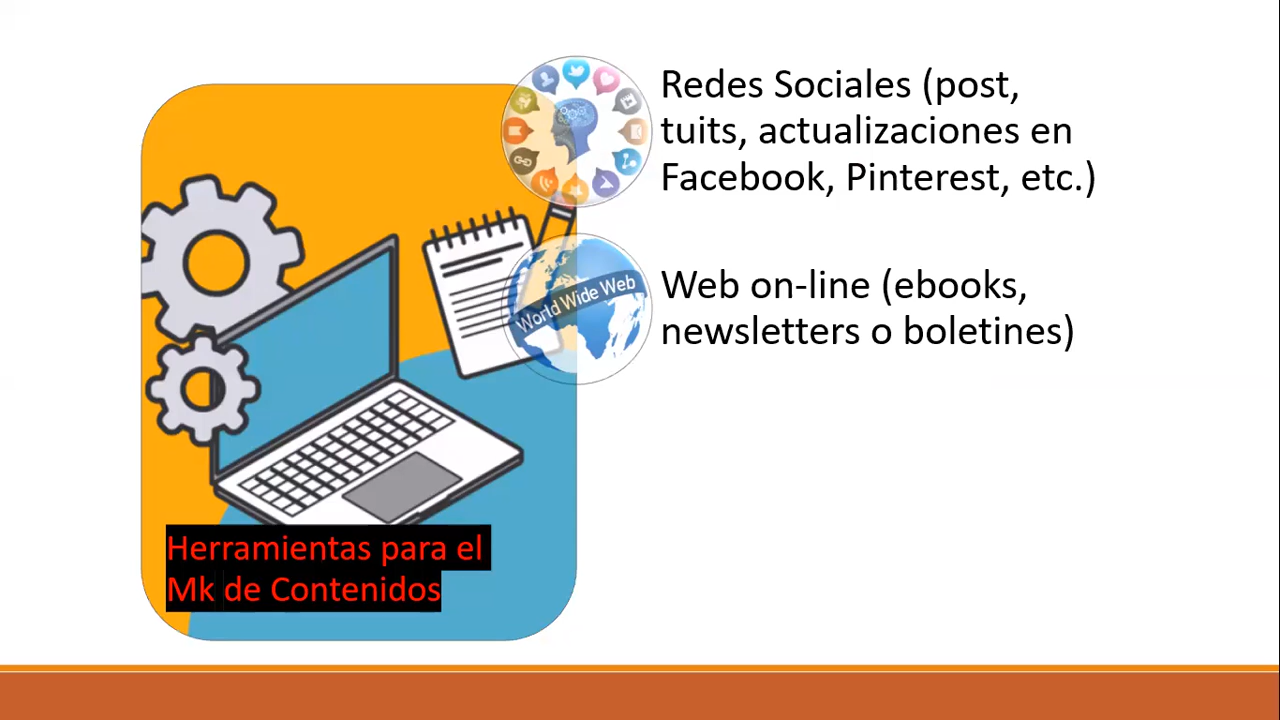 Redes Sociales (post,
tuits, actualizaciones en
Facebook, Pinterest, etc.)
World Wide Web
Web on-line (ebooks,
newsletters o boletines)
Herramientas para el
Mk de Contenidos